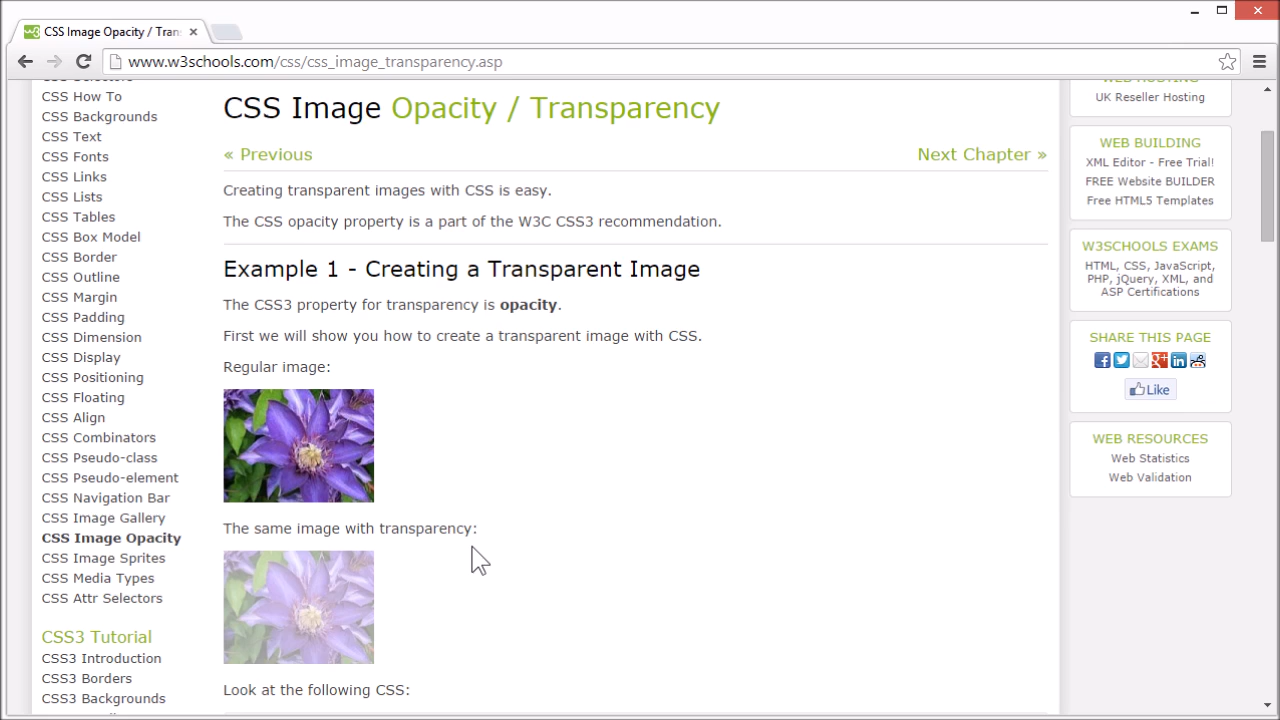 CSS Image Opacity / Tran
www.w3schools.com/css/css_image_transparency.asp
CSS How To
CSS Backgrounds
CSS Text
CSS Fonts
CSS Links
CSS Lists
CSS Tables
CSS Box Model
CSS Border
CSS Outline
CSS Margin
CSS Padding
CSS Dimension
CSS Display
CSS Positioning
CSS Floating
CSS Align
CSS Combinators
CSS Pseudo-class
CSS Pseudo-element
CSS Navigation Bar
CSS Image Gallery
CSS Image Opacity
CSS Image Sprites
CSS Media Types
CSS Attr Selectors
CSS3 Tutorial
CSS3 Introduction
CSS3 Borders
CSS3 Backgrounds
CSS Image Opacity / Transparency
« Previous
Next Chapter »
Creating transparent images with CSS is easy.
The CSS opacity property is a part of the W3C CSS3 recommendation.
Example 1 - Creating a Transparent Image
The CSS3 property for transparency is opacity.
First we will show you how to create a transparent image with CSS.
Regular image:
The same image with transparency:
Look at the following CSS:
WEB HOSTING
UK Reseller Hosting
WEB BUILDING
XML Editor - Free Trial!
FREE Website BUILDER
Free HTML5 Templates
W3SCHOOLS EXAMS
HTML, CSS, JavaScript,
PHP, jQuery, XML, and
ASP Certifications
SHARE THIS PAGE
Like
WEB RESOURCES
Web Statistics
Web Validation